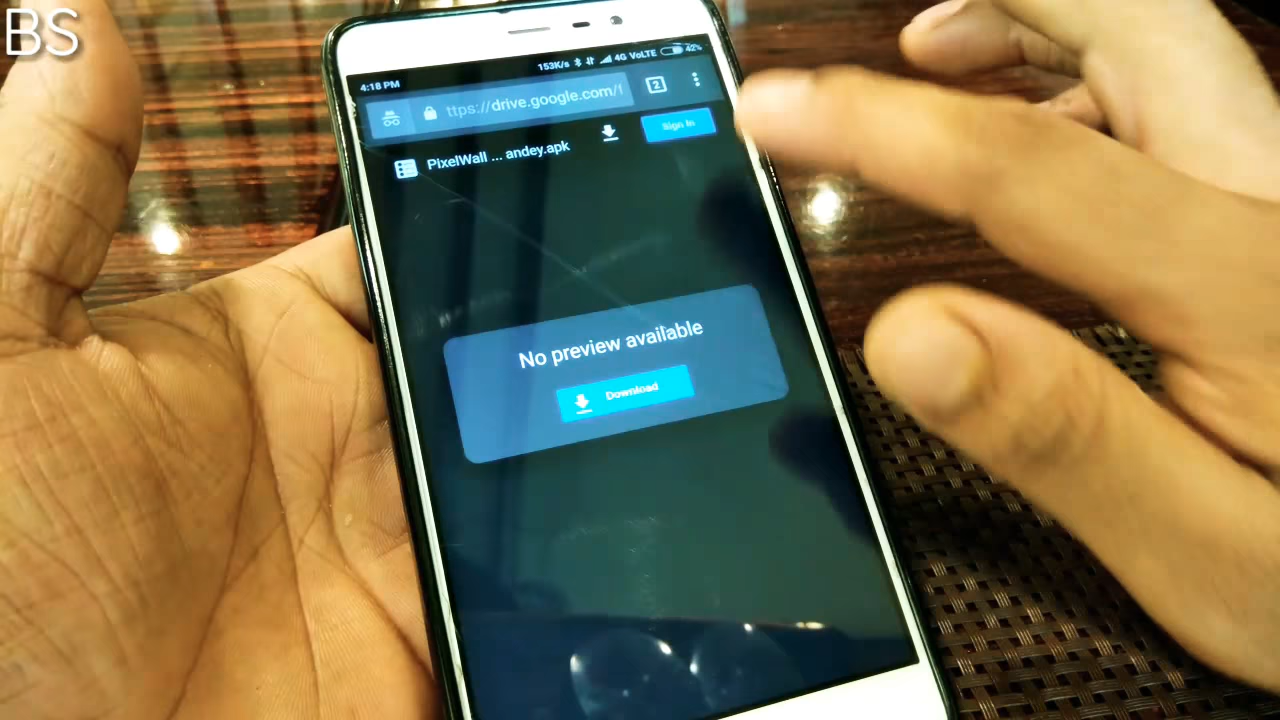 BS
4:18 PM 153K/s 4G VoLTE 42%
ttps://drive.google.com/f 2
PixelWall ... andey.apk Sign In
No preview available
Download